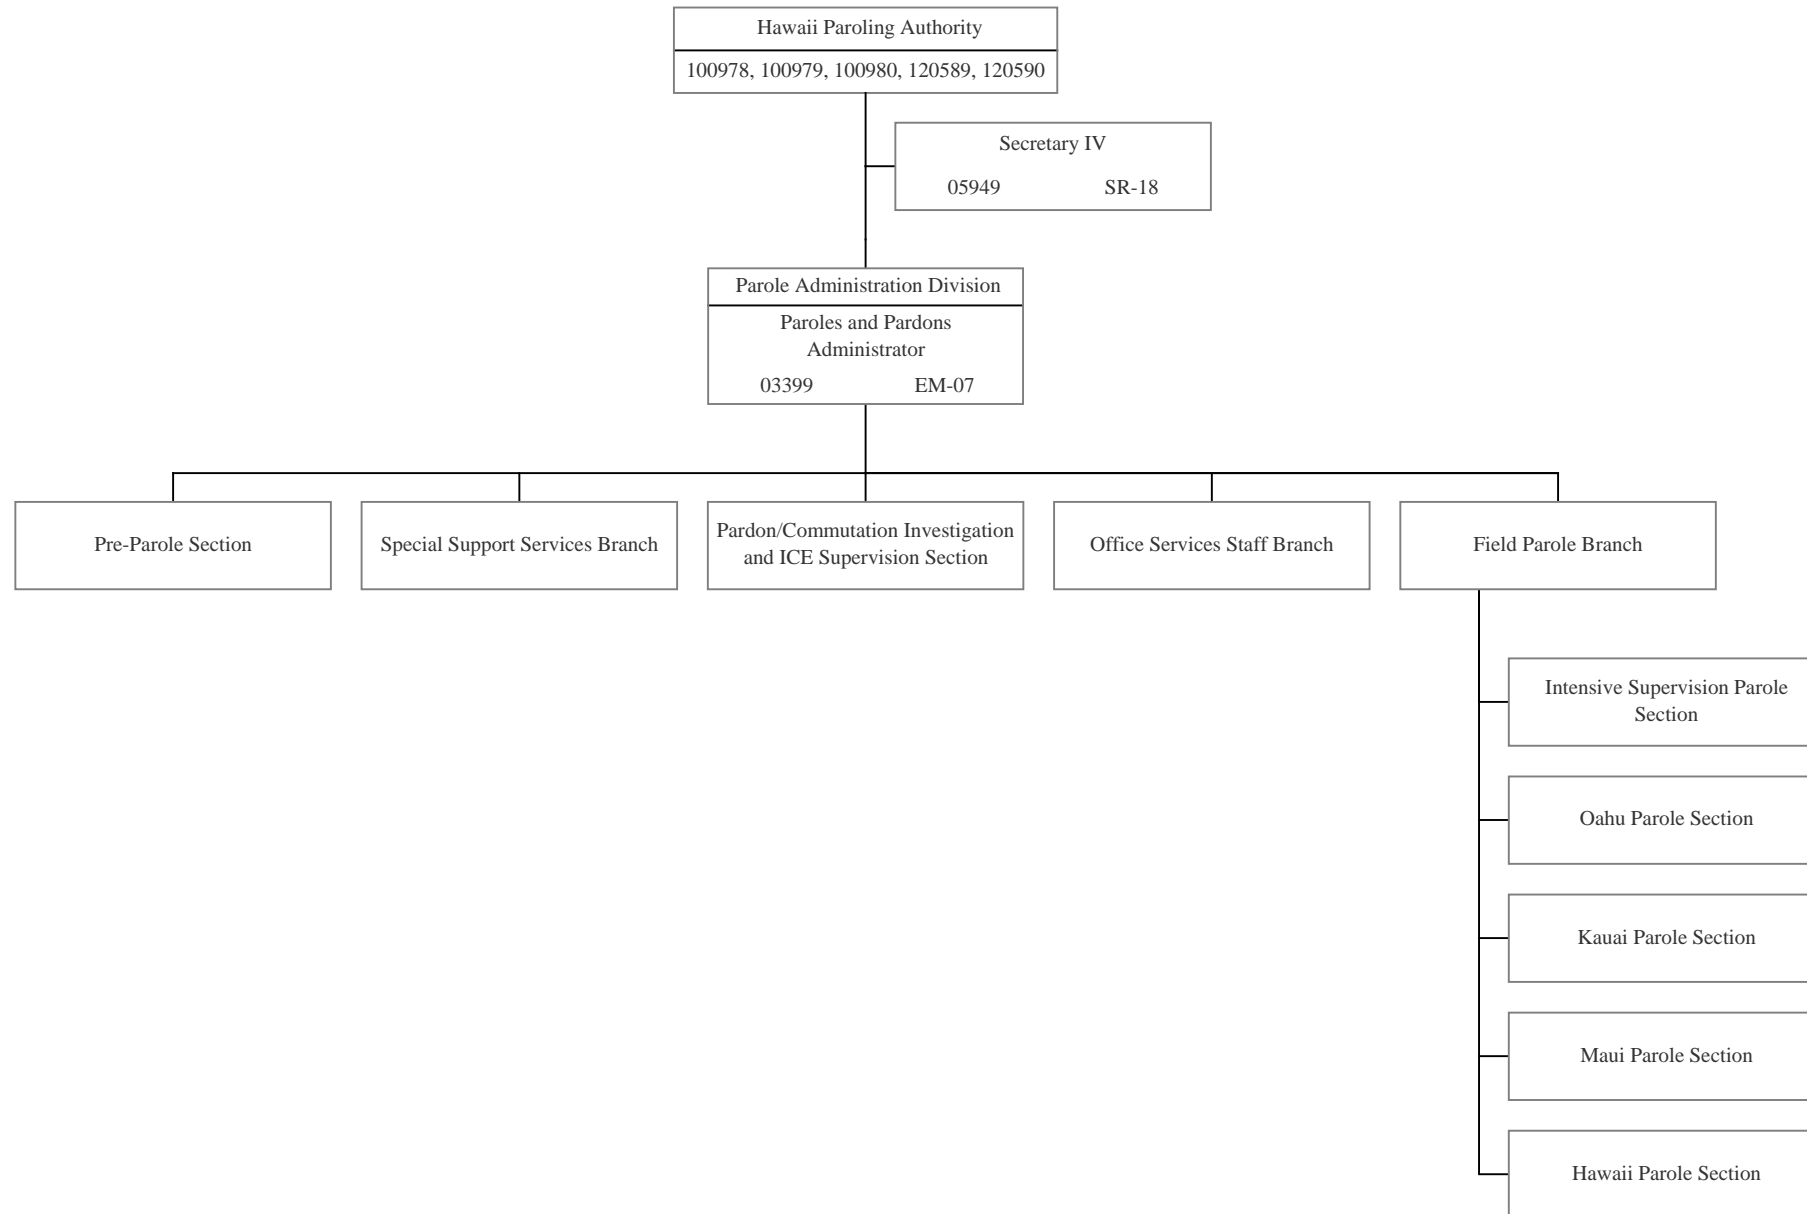 Hawaii Paroling Authority
100978, 100979, 100980, 120589, 120590
Secretary IV
05949 SR-18
Parole Administration Division
Paroles and Pardons
Administrator
03399 EM-07
Pre-Parole Section
Special Support Services Branch
Pardon/Commutation Investigation
and ICE Supervision Section
Office Services Staff Branch
Field Parole Branch
Intensive Supervision Parole
Section
Oahu Parole Section
Kauai Parole Section
Maui Parole Section
Hawaii Parole Section